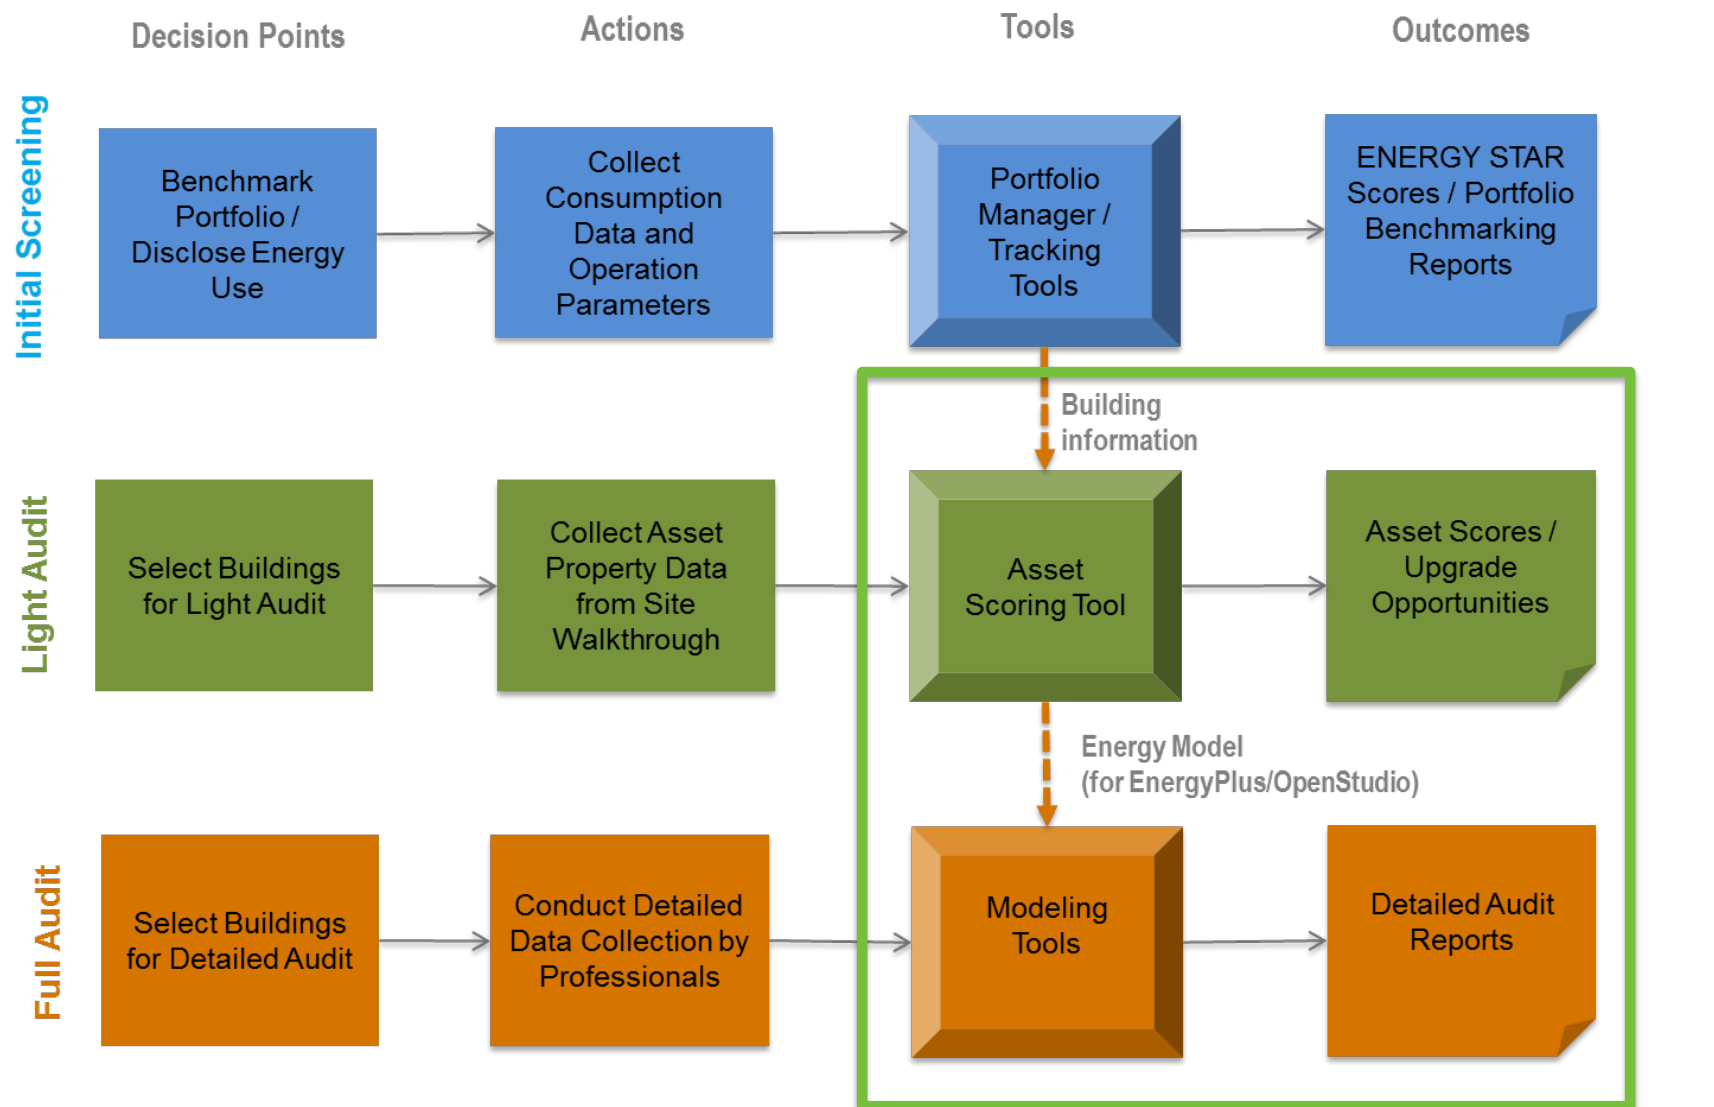 Decision Points
Actions
Tools
Outcomes
Initial Screening
Benchmark
Portfolio /
Disclose Energy
Use
Collect
Consumption
Data and
Operation
Parameters
Portfolio
Manager /
Tracking
Tools
ENERGY STAR
Scores / Portfolio
Benchmarking
Reports
Building
information
Light Audit
Select Buildings
for Light Audit
Collect Asset
Property Data
from Site
Walkthrough
Asset
Scoring Tool
Asset Scores /
Upgrade
Opportunities
Energy Model
(for EnergyPlus/OpenStudio)
Full Audit
Select Buildings
for Detailed Audit
Conduct Detailed
Data Collection by
Professionals
Modeling
Tools
Detailed Audit
Reports